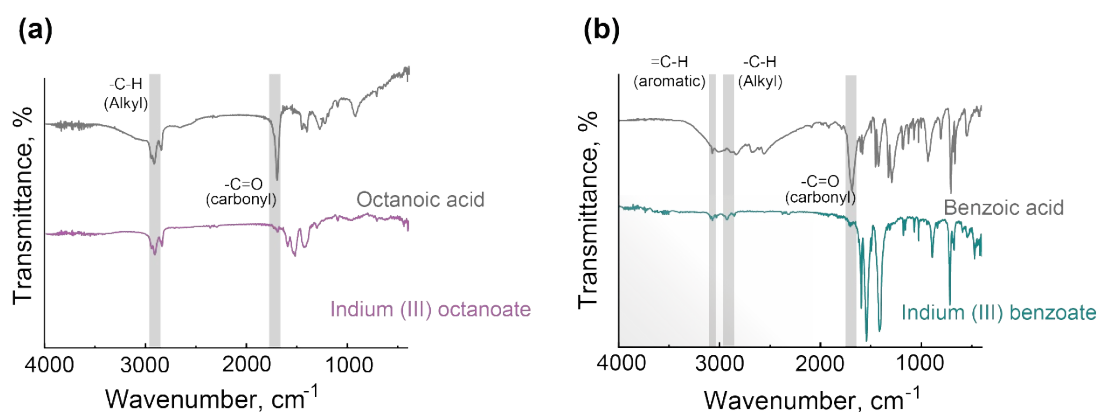 (a)
-C-H
(Alkyl)
-C=O
(carbonyl)
Octanoic acid
Indium (III) octanoate
Transmittance, %
4000 3000 2000 1000
Wavenumber, cm⁻¹
(b)
=C-H
(aromatic)
-C-H
(Alkyl)
-C=O
(carbonyl)
Benzoic acid
Indium (III) benzoate
Transmittance, %
4000 3000 2000 1000
Wavenumber, cm⁻¹